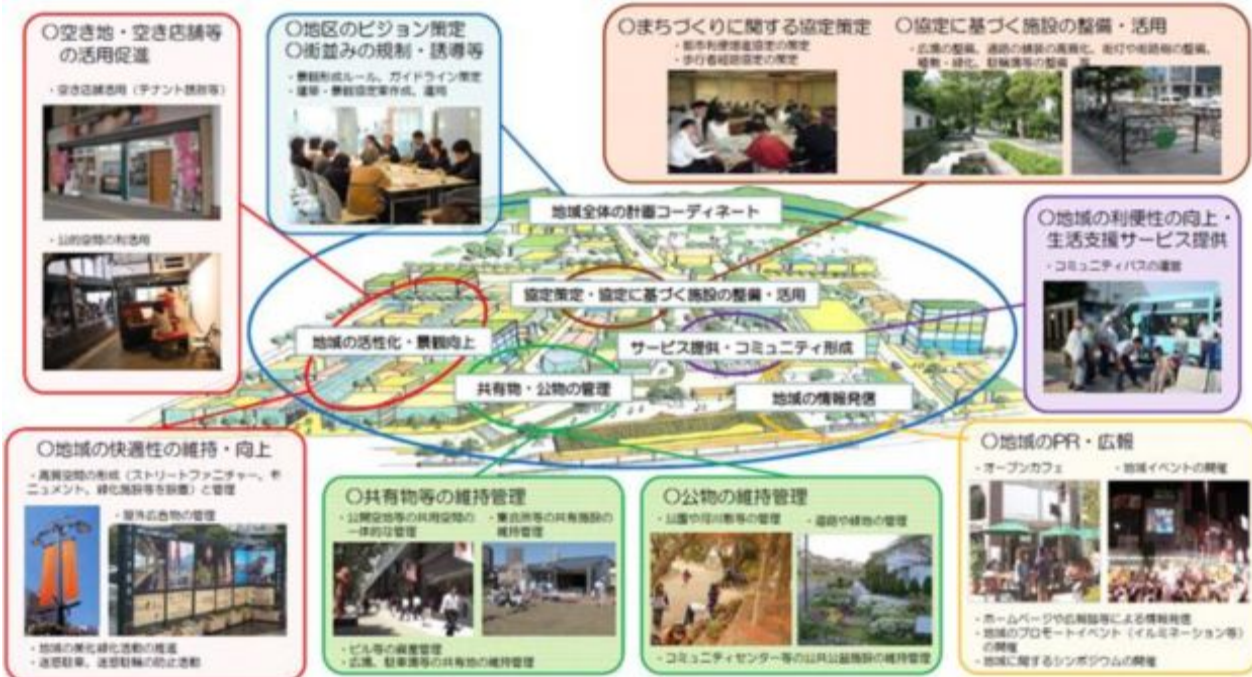 〇空き地・空き店舗等
の活用促進
・空き店舗活用（テナント誘致等）
・公的空間の利活用
〇地区のビジョン策定
〇街並みの規制・誘導等
・景観形成ルール、ガイドライン策定
・建築・景観協定案作成、運用
〇まちづくりに関する協定策定
・都市利便増進協定の策定
・歩行者経路協定の策定
〇協定に基づく施設の整備・活用
・広場の整備、通路の舗装の高質化、街灯や街路樹の整備、
植栽・緑化、駐輪場等の整備 等
地域全体の計画コーディネート
協定策定・協定に基づく施設の整備・活用
地域の活性化・景観向上
サービス提供・コミュニティ形成
共有物・公物の管理
地域の情報発信
〇地域の利便性の向上・
生活支援サービス提供
・コミュニティバスの運営
〇地域の快適性の維持・向上
・高質空間の形成（ストリートファニチャー、モ
ニュメント、緑化施設等を設置）と管理
・屋外広告物の管理
・地域の美化緑化活動の推進
・迷惑駐車、迷惑駐輪の防止活動
〇共有物等の維持管理
・公開空地等の共用空間の
一体的な管理
・集会所等の共有施設の
維持管理
・ビル等の資産管理
・広場、駐車場等の共有地の維持管理
〇公物の維持管理
・公園や河川敷等の管理
・道路や緑地の管理
・コミュニティセンター等の公共公益施設の維持管理
〇地域のPR・広報
・オープンカフェ
・地域イベントの開催
・ホームページや広報誌等による情報発信
・地域のプロモートイベント（イルミネーション等）
の開催
・地域に関するシンポジウムの開催